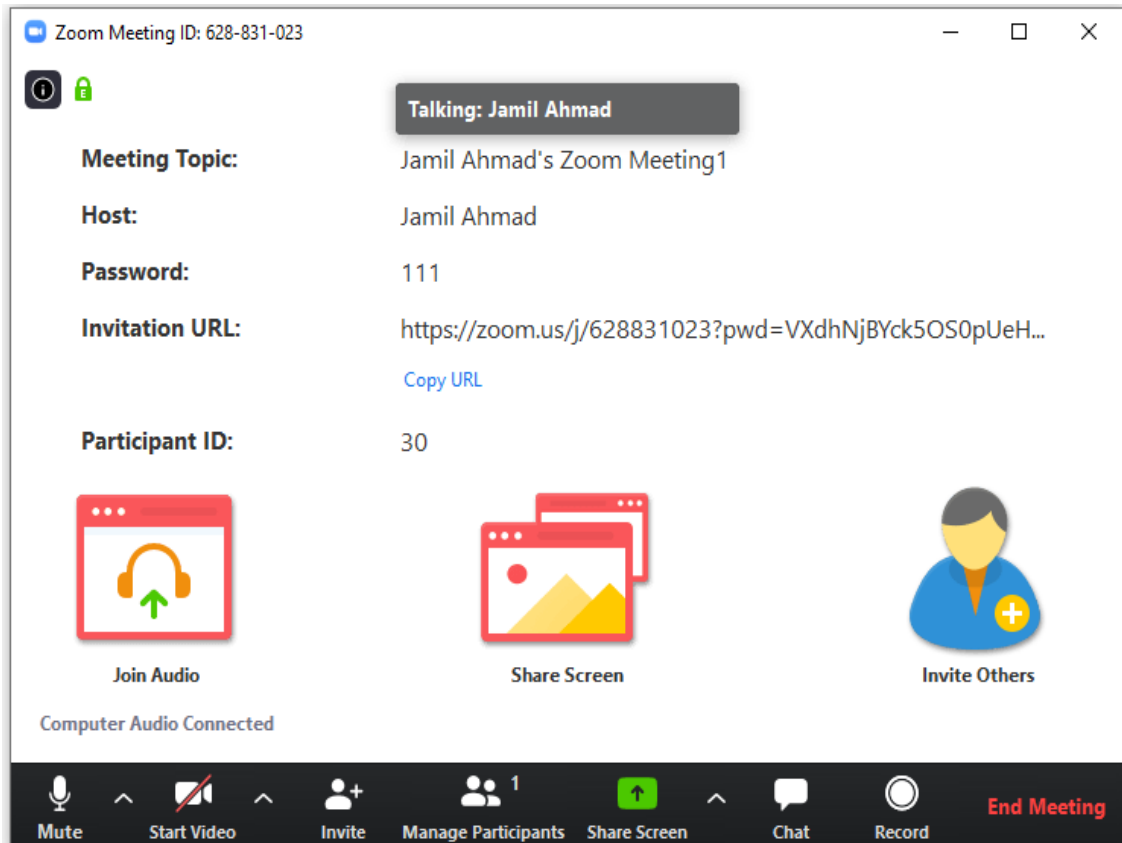 Zoom Meeting ID: 628-831-023
Talking: Jamil Ahmad
Meeting Topic: Jamil Ahmad's Zoom Meeting1
Host: Jamil Ahmad
Password: 111
Invitation URL: https://zoom.us/j/628831023?pwd=VXdhNjBYck5OS0pUeH...
Copy URL
Participant ID: 30
Join Audio Share Screen Invite Others
Computer Audio Connected
1
Mute Start Video Invite Manage Participants Share Screen Chat Record End Meeting